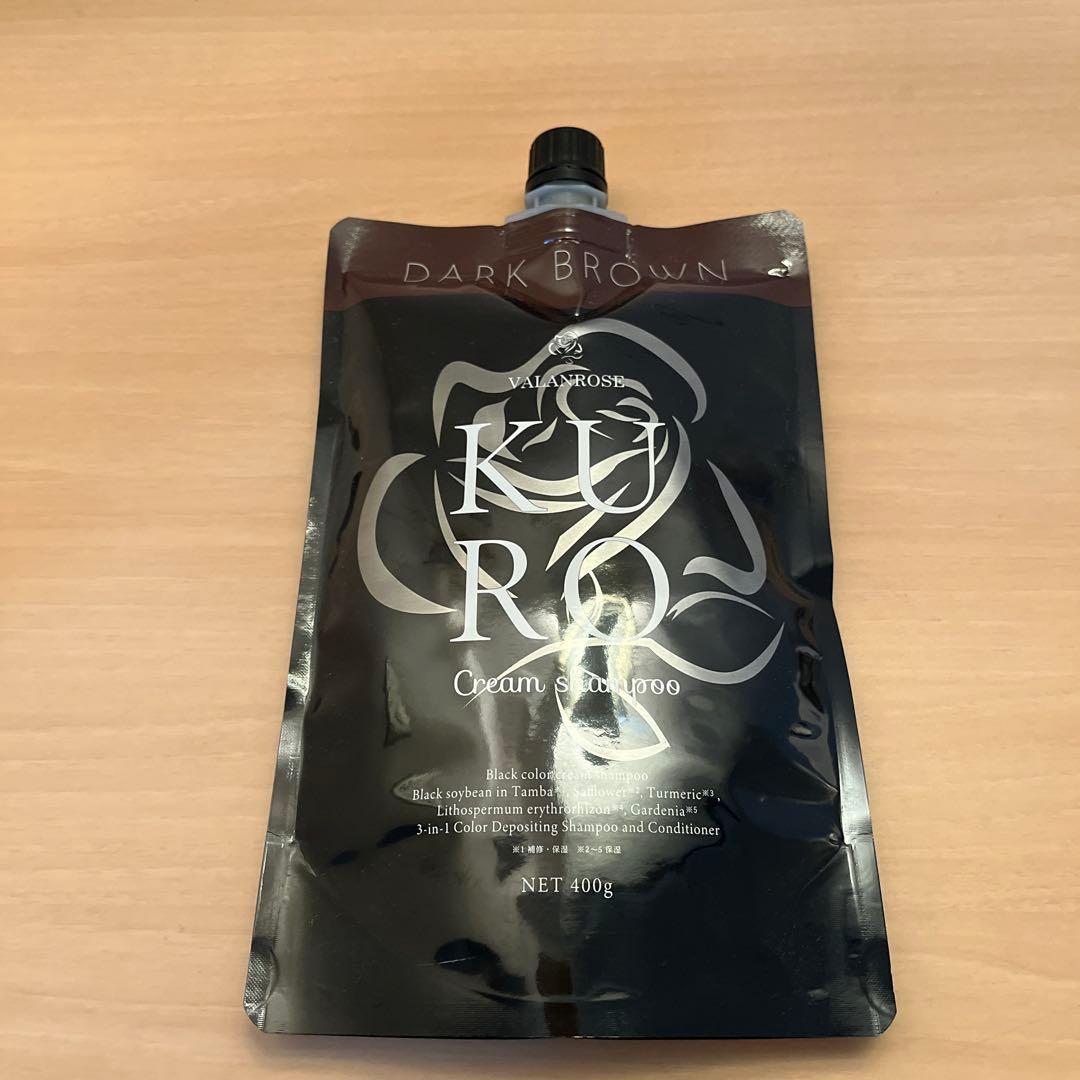 DARK BROWN
VALANROSE
KU
RO
Cream shampoo
Black color cream shampoo
Black soybean in Tamba※1, Safflower※2, Turmeric※3,
Lithospermum erythrorhizon※4, Gardenia※5
3-in-1 Color Depositing Shampoo and Conditioner
※1 補修・保湿 ※2〜5 保湿
NET 400g